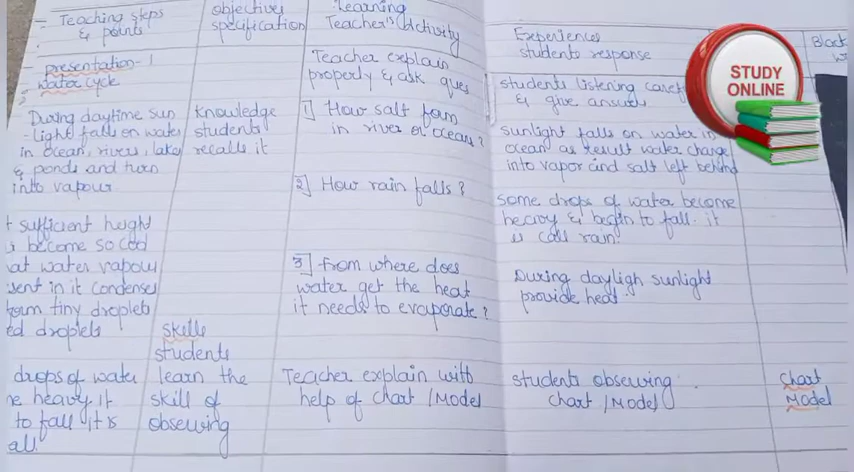 Teaching steps
& points
objectives
specification
Learning
Teacher's Activity
Experiences
students response
Black
presentation - 1
water cycle
Teacher explain
properly & ask ques
students listening
& give answers
During daytime sun
-light falls on water
in ocean, rivers, lakes
& ponds and turn
into vapour
Knowledge
students
recalls it
1] How salt form
in river or oceans?
sunlight falls on water in
ocean as result water change
into vapor and salt left behind
2] How rain falls?
some drops of water become
heavy & begin to fall. it
is call rain.
t sufficient height
become so cool
at water vapour
sent in it condenses
form tiny droplets
ed droplets
3] from where does
water get the heat
it needs to evaporate?
During dayligh sunlight
provide heat.
skills
students
learn the
skill of
obsewing
drops of water
e heavy it
to fall it is
all.
Teacher explain with
help of chart /Model
students obsewing
chart /Model
chart
Model
STUDY
ONLINE